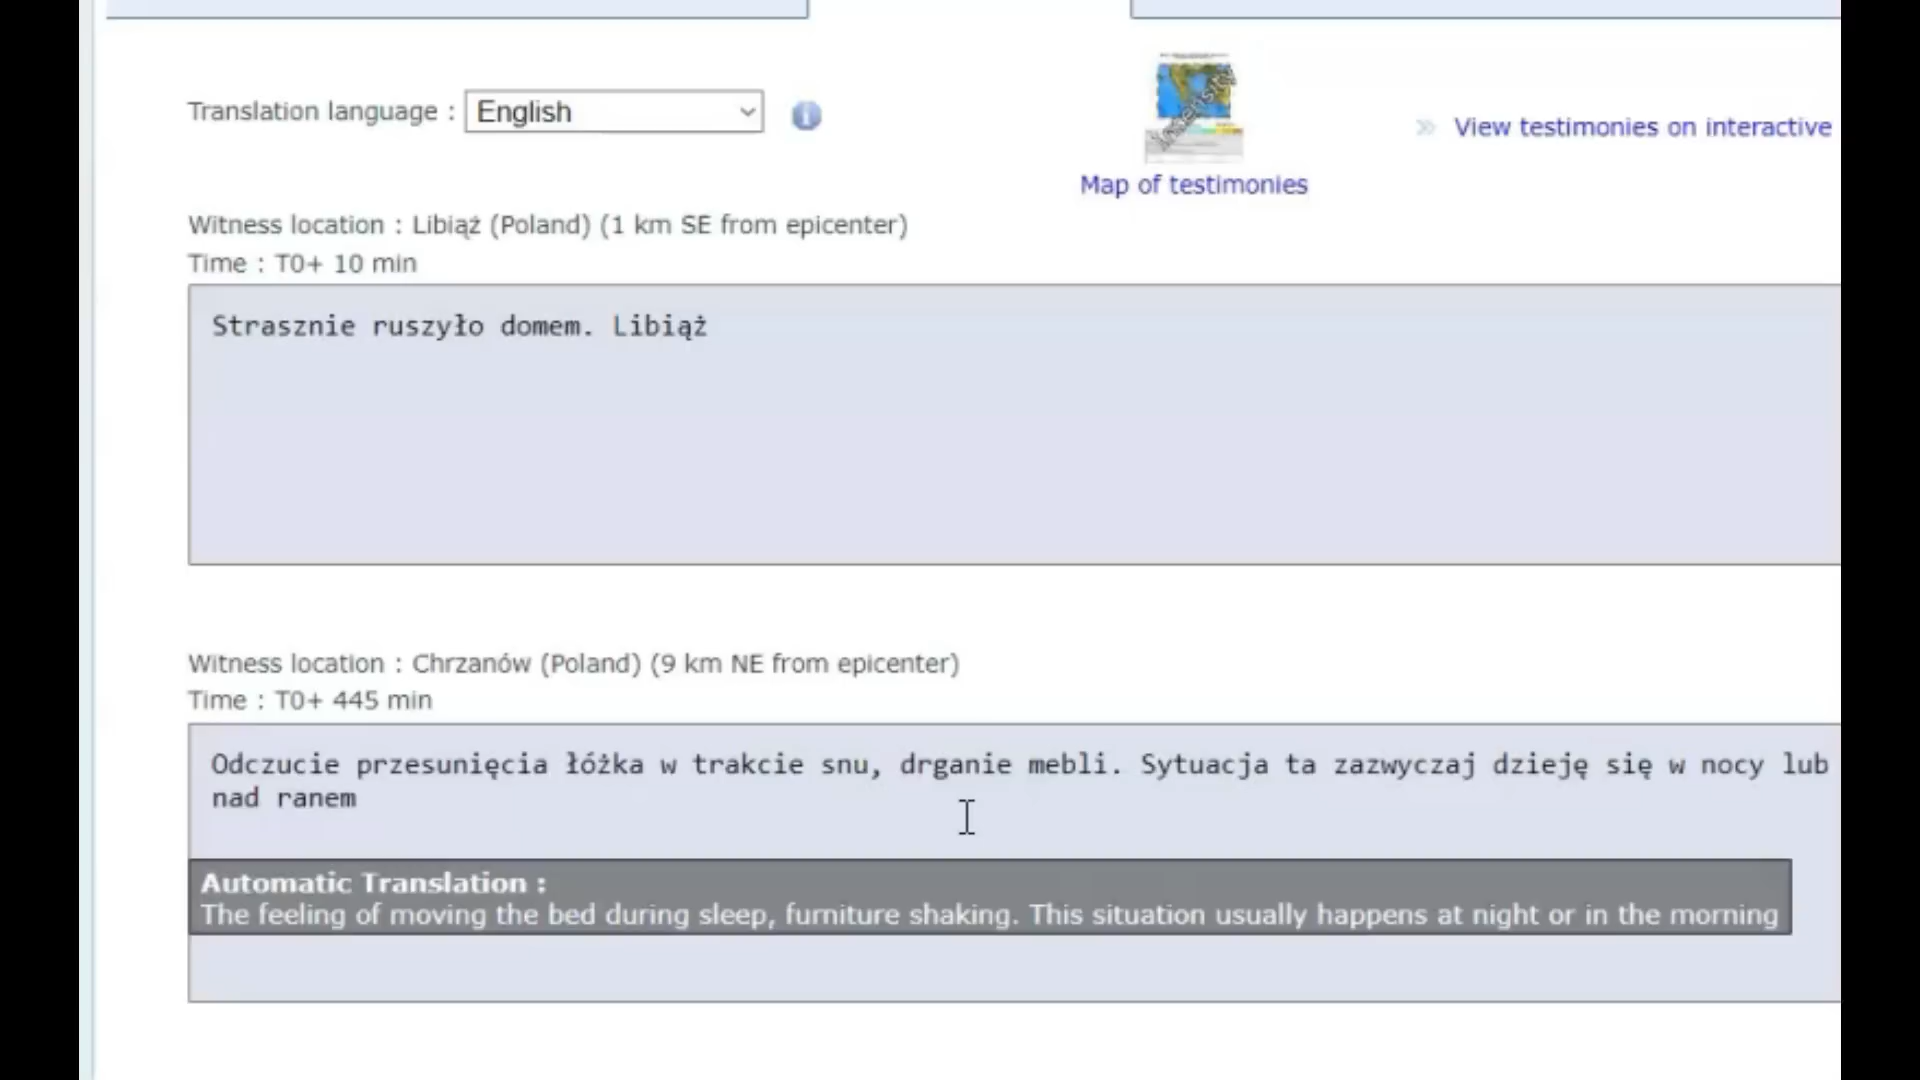 Translation language : English
View testimonies on interactive
Map of testimonies
Witness location : Libiąż (Poland) (1 km SE from epicenter)
Time : T0+ 10 min
Strasznie ruszyło domem. Libiąż
Witness location : Chrzanów (Poland) (9 km NE from epicenter)
Time : T0+ 445 min
Odczucie przesunięcia łóżka w trakcie snu, drganie mebli. Sytuacja ta zazwyczaj dzieję się w nocy lub
nad ranem
Automatic Translation :
The feeling of moving the bed during sleep, furniture shaking. This situation usually happens at night or in the morning